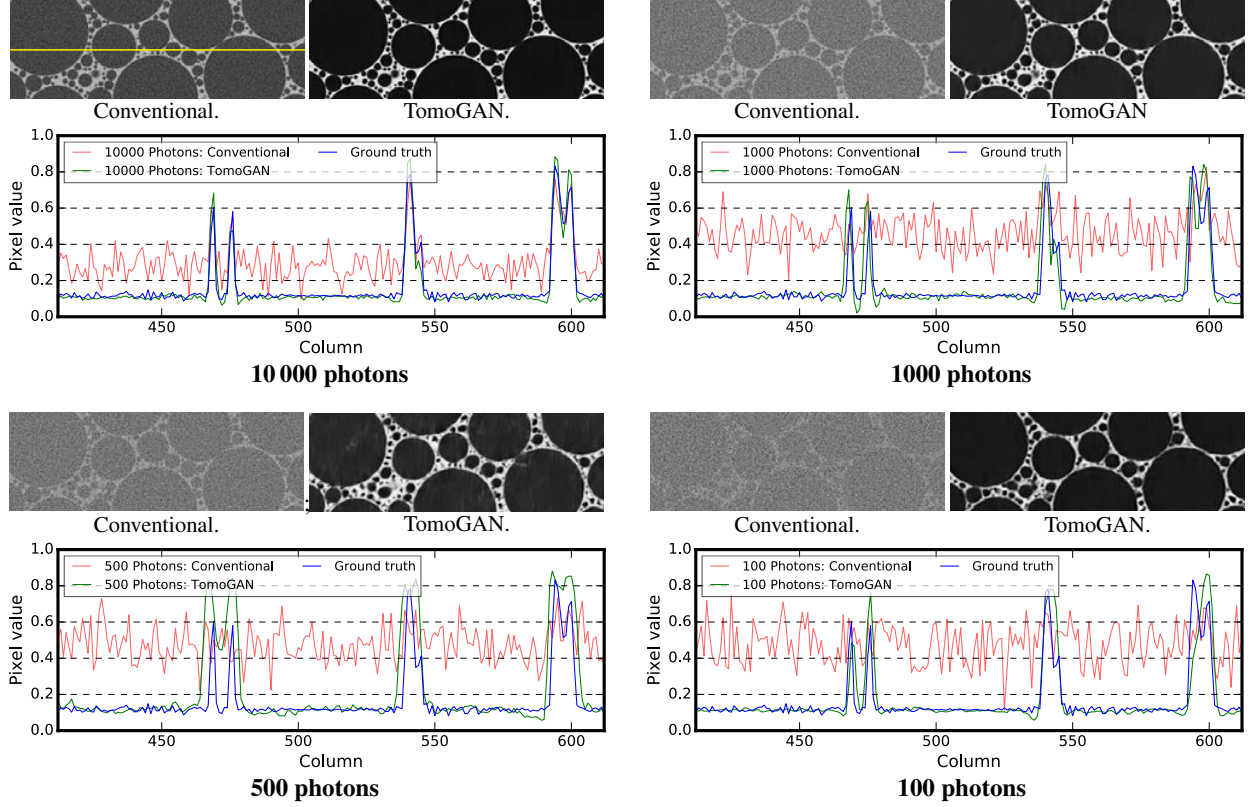 Conventional.
TomoGAN.
Conventional.
TomoGAN
1.0
0.8
0.6
0.4
0.2
0.0
Pixel value
10000 Photons: Conventional
Ground truth
10000 Photons: TomoGAN
450
500
550
600
Column
10 000 photons
1.0
0.8
0.6
0.4
0.2
0.0
Pixel value
1000 Photons: Conventional
Ground truth
1000 Photons: TomoGAN
450
500
550
600
Column
1000 photons
;
Conventional.
TomoGAN.
Conventional.
TomoGAN.
1.0
0.8
0.6
0.4
0.2
0.0
Pixel value
500 Photons: Conventional
Ground truth
500 Photons: TomoGAN
450
500
550
600
Column
500 photons
1.0
0.8
0.6
0.4
0.2
0.0
Pixel value
100 Photons: Conventional
Ground truth
100 Photons: TomoGAN
450
500
550
600
Column
100 photons